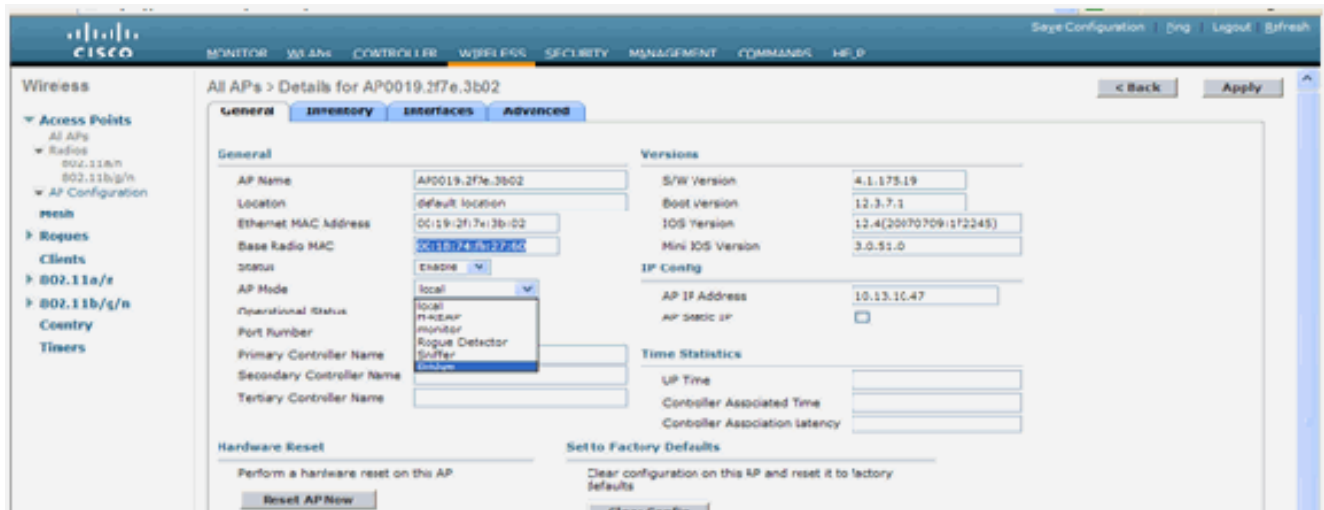 Save Configuration Ping Logout Refresh
CISCO
MONITOR WLANs CONTROLLER WIRELESS SECURITY MANAGEMENT COMMANDS HELP
Wireless
Access Points
All APs
Radios
802.11a/n
802.11b/g/n
AP Configuration
Mesh
Rogues
Clients
802.11a/n
802.11b/g/n
Country
Timers
All APs > Details for AP0019.2f7e.3b02
< Back Apply
General Inventory Interfaces Advanced
General
AP Name AP0019.2f7e.3b02
Location default location
Ethernet MAC Address 00:19:2f:7e:3b:02
Base Radio MAC
Status Enable
AP Mode local
local
H-REAP
monitor
Rogue Detector
Sniffer
Bridge
Operational Status
Port Number
Primary Controller Name
Secondary Controller Name
Tertiary Controller Name
Versions
S/W Version 4.1.175.19
Boot Version 12.3.7.1
IOS Version 12.4(20070709:172245)
Mini IOS Version 3.0.51.0
IP Config
AP IP Address 10.13.10.47
AP Static IP
Time Statistics
UP Time
Controller Associated Time
Controller Association Latency
Hardware Reset
Perform a hardware reset on this AP
Reset AP Now
Set to Factory Defaults
Clear configuration on this AP and reset it to factory
defaults